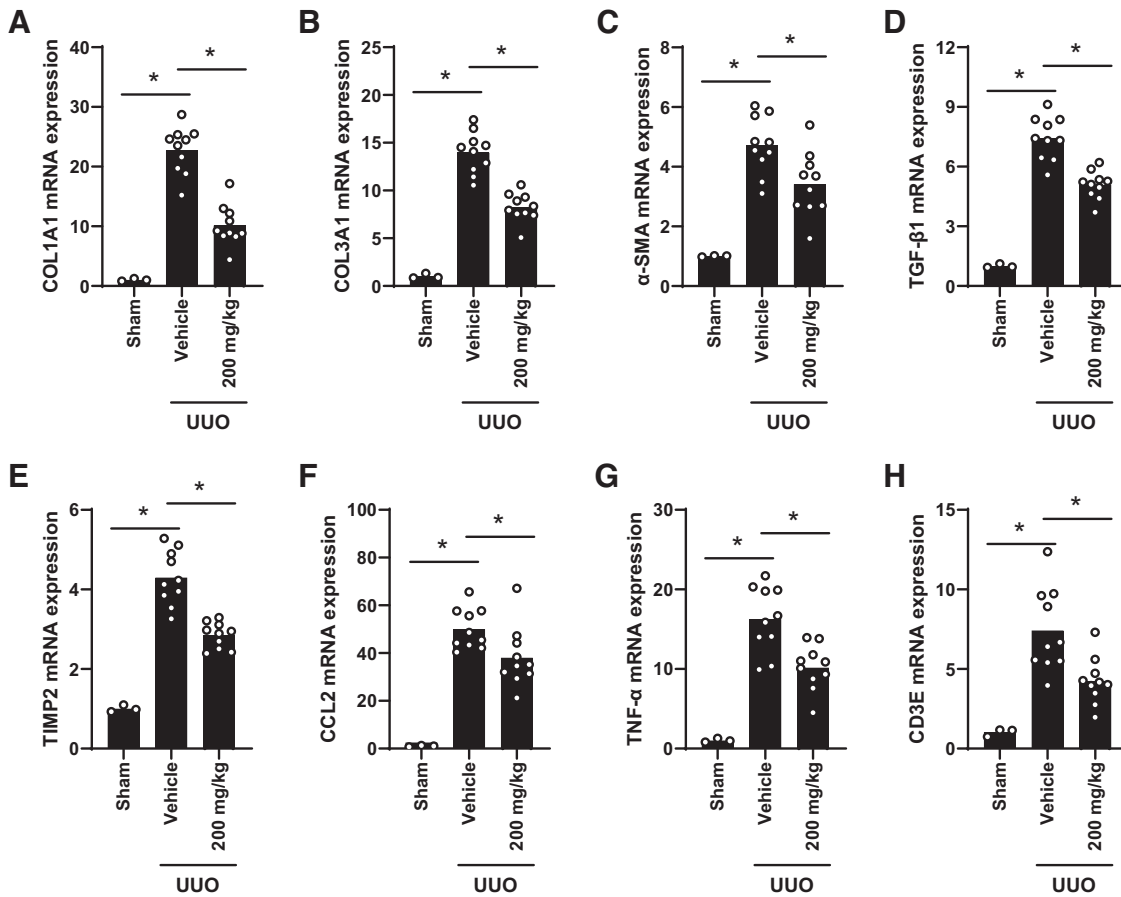 A
COL1A1 mRNA expression
40
30
20
10
0
*
*
Sham
Vehicle
200 mg/kg
UUO
B
COL3A1 mRNA expression
25
20
15
10
5
0
*
*
Sham
Vehicle
200 mg/kg
UUO
C
α-SMA mRNA expression
8
6
4
2
0
*
*
Sham
Vehicle
200 mg/kg
UUO
D
TGF-β1 mRNA expression
12
9
6
3
0
*
*
Sham
Vehicle
200 mg/kg
UUO
E
TIMP2 mRNA expression
6
4
2
0
*
*
Sham
Vehicle
200 mg/kg
UUO
F
CCL2 mRNA expression
100
80
60
40
20
0
*
*
Sham
Vehicle
200 mg/kg
UUO
G
TNF-α mRNA expression
30
20
10
0
*
*
Sham
Vehicle
200 mg/kg
UUO
H
CD3E mRNA expression
15
10
5
0
*
*
Sham
Vehicle
200 mg/kg
UUO